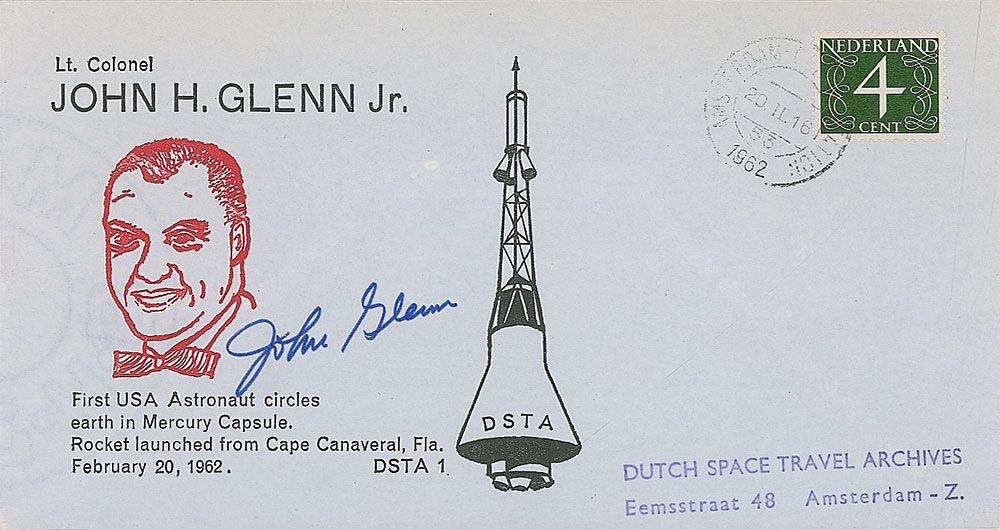 Lt. Colonel
JOHN H. GLENN Jr.
John Glenn
First USA Astronaut circles
earth in Mercury Capsule.
Rocket launched from Cape Canaveral, Fla.
February 20, 1962.
DSTA 1.
DSTA
20.II.16
1962
NEDERLAND
4
CENT
DUTCH SPACE TRAVEL ARCHIVES
Eemsstraat 48 Amsterdam - Z.